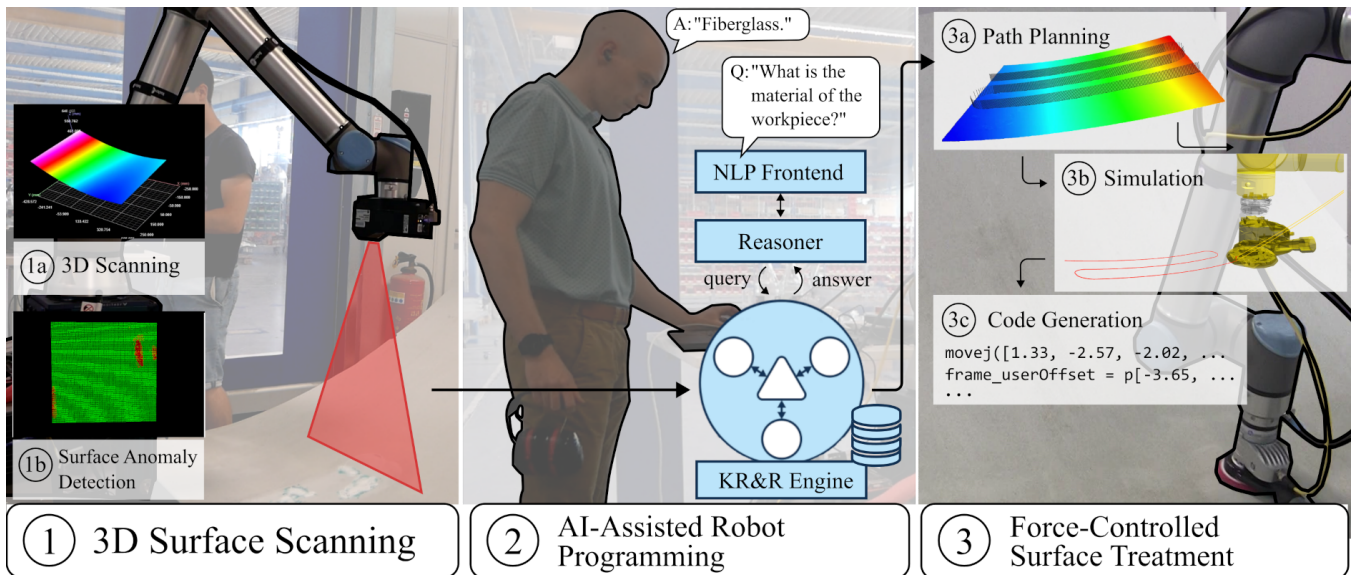 1a 3D Scanning
1b Surface Anomaly
Detection
1 3D Surface Scanning
A: "Fiberglass."
Q: "What is the
material of the
workpiece?"
NLP Frontend
Reasoner
query answer
KR&R Engine
2 AI-Assisted Robot
Programming
3a Path Planning
3b Simulation
3c Code Generation
movej([1.33, -2.57, -2.02, ...
frame_userOffset = p[-3.65, ...
...
3 Force-Controlled
Surface Treatment